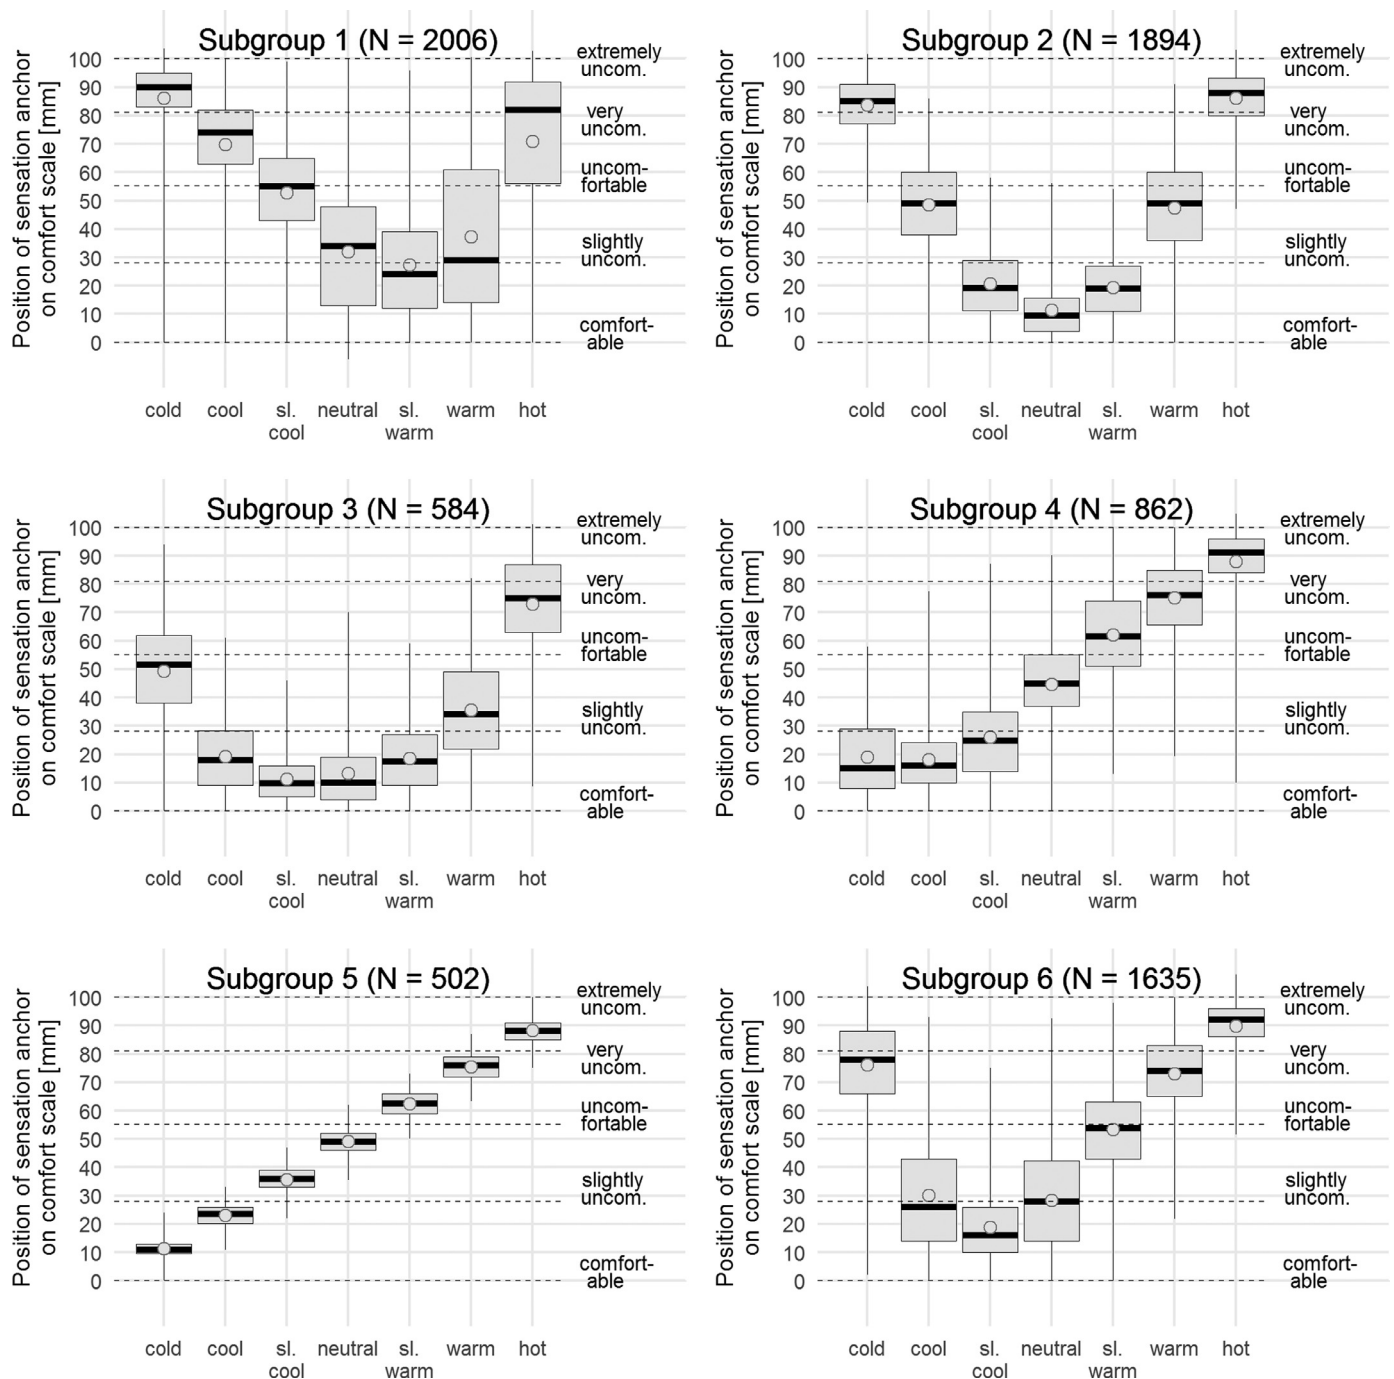 Subgroup 1 (N = 2006)
Position of sensation anchor
on comfort scale [mm]
100
90
80
70
60
50
40
30
20
10
0
extremely
uncom.
very
uncom.
uncom-
fortable
slightly
uncom.
comfort-
able
cold cool sl. neutral sl. warm hot
cool warm
Subgroup 2 (N = 1894)
Position of sensation anchor
on comfort scale [mm]
100
90
80
70
60
50
40
30
20
10
0
extremely
uncom.
very
uncom.
uncom-
fortable
slightly
uncom.
comfort-
able
cold cool sl. neutral sl. warm hot
cool warm
Subgroup 3 (N = 584)
Position of sensation anchor
on comfort scale [mm]
100
90
80
70
60
50
40
30
20
10
0
extremely
uncom.
very
uncom.
uncom-
fortable
slightly
uncom.
comfort-
able
cold cool sl. neutral sl. warm hot
cool warm
Subgroup 4 (N = 862)
Position of sensation anchor
on comfort scale [mm]
100
90
80
70
60
50
40
30
20
10
0
extremely
uncom.
very
uncom.
uncom-
fortable
slightly
uncom.
comfort-
able
cold cool sl. neutral sl. warm hot
cool warm
Subgroup 5 (N = 502)
Position of sensation anchor
on comfort scale [mm]
100
90
80
70
60
50
40
30
20
10
0
extremely
uncom.
very
uncom.
uncom-
fortable
slightly
uncom.
comfort-
able
cold cool sl. neutral sl. warm hot
cool warm
Subgroup 6 (N = 1635)
Position of sensation anchor
on comfort scale [mm]
100
90
80
70
60
50
40
30
20
10
0
extremely
uncom.
very
uncom.
uncom-
fortable
slightly
uncom.
comfort-
able
cold cool sl. neutral sl. warm hot
cool warm